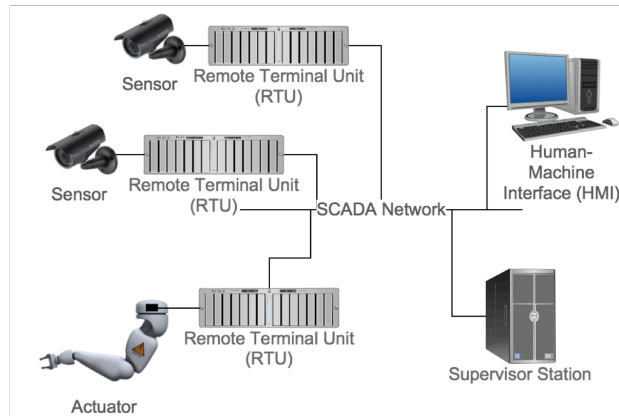 Sensor
Remote Terminal Unit
(RTU)
Sensor
Remote Terminal Unit
(RTU)
SCADA Network
Human-
Machine
Interface (HMI)
Remote Terminal Unit
(RTU)
Supervisor Station
Actuator